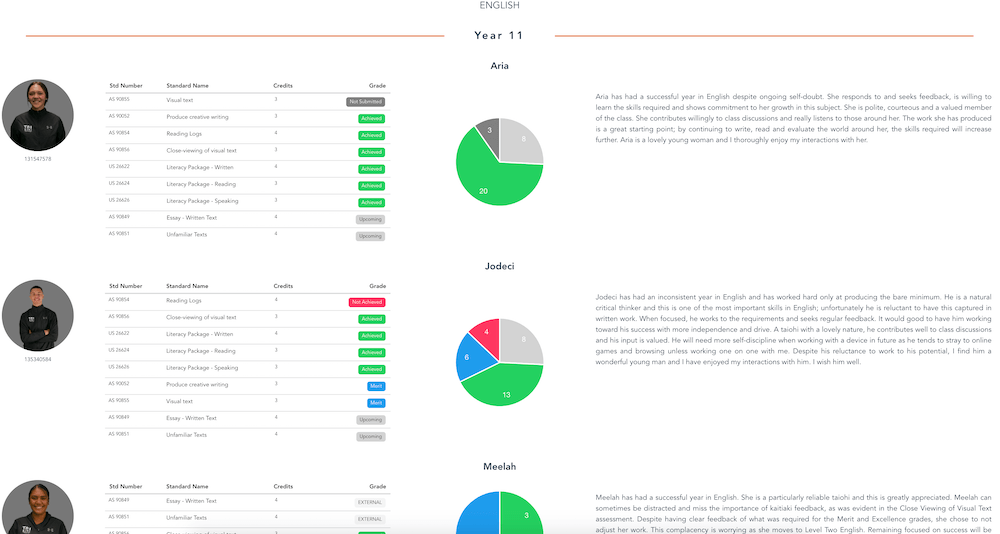 ENGLISH
Year 11
Aria
Std Number Standard Name Credits Grade
AS 90855 Visual text 3 Not Submitted
AS 90052 Produce creative writing 3 Achieved
AS 90854 Reading Logs 4 Achieved
AS 90856 Close-viewing of visual text 3 Achieved
US 26622 Literacy Package - Written 4 Achieved
US 26624 Literacy Package - Reading 3 Achieved
US 26626 Literacy Package - Speaking 3 Achieved
AS 90849 Essay - Written Text 4 Upcoming
AS 90851 Unfamiliar Texts 4 Upcoming
131547578
3
8
20
Aria has had a successful year in English despite ongoing self-doubt. She responds to and seeks feedback, is willing to
learn the skills required and shows commitment to her growth in this subject. She is polite, courteous and a valued member
of the class. She contributes willingly to class discussions and really listens to those around her. The work she has produced
is a great starting point; by continuing to write, read and evaluate the world around her, the skills required will increase
further. Aria is a lovely young woman and I thoroughly enjoy my interactions with her.
Jodeci
Std Number Standard Name Credits Grade
AS 90854 Reading Logs 4 Not Achieved
AS 90856 Close-viewing of visual text 3 Achieved
US 26622 Literacy Package - Written 4 Achieved
US 26624 Literacy Package - Reading 3 Achieved
US 26626 Literacy Package - Speaking 3 Achieved
AS 90052 Produce creative writing 3 Merit
AS 90855 Visual text 3 Merit
AS 90849 Essay - Written Text 4 Upcoming
AS 90851 Unfamiliar Texts 4 Upcoming
135340584
4
8
6
13
Jodeci has had an inconsistent year in English and has worked hard only at producing the bare minimum. He is a natural
critical thinker and this is one of the most important skills in English; unfortunately he is reluctant to have this captured in
written work. When focused, he works to the requirements and seeks regular feedback. It would good to have him working
toward his success with more independence and drive. A taiohi with a lovely nature, he contributes well to class discussions
and his input is valued. He will need more self-discipline when working with a device in future as he tends to stray to online
games and browsing unless working one on one with me. Despite his reluctance to work to his potential, I find him a
wonderful young man and I have enjoyed my interactions with him. I wish him well.
Meelah
Std Number Standard Name Credits Grade
AS 90849 Essay - Written Text 4 EXTERNAL
AS 90851 Unfamiliar Texts 4 EXTERNAL
3
Meelah has had a successful year in English. She is a particularly reliable taiohi and this is greatly appreciated. Meelah can
sometimes be distracted and miss the importance of kaitiaki feedback, as was evident in the Close Viewing of Visual Text
assessment. Despite having clear feedback of what was required for the Merit and Excellence grades, she chose to not
adjust her work. This complacency is worrying as she moves to Level Two English. Remaining focused on success will be